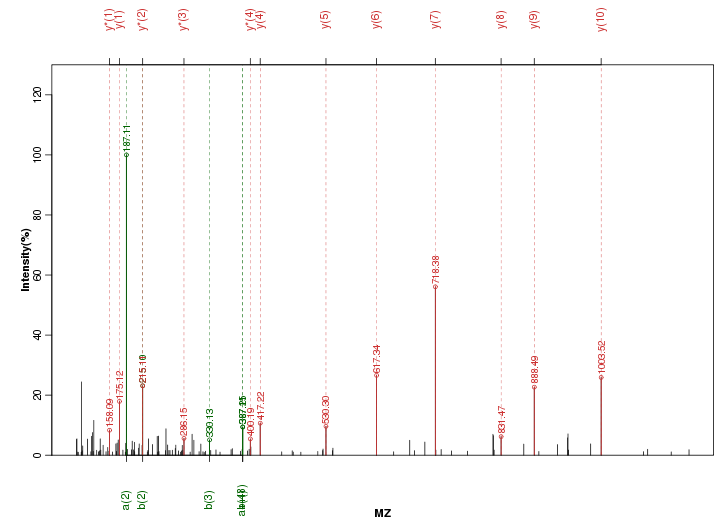 y*(1) y(1) y*(2) y*(3) y*(4) y(4) y(5) y(6) y(7) y(8) y(9) y(10)
Intensity(%)
0 20 40 60 80 100 120
158.09 175.12 187.11 286.15 330.13 400.19 417.22 530.30 617.34 718.38 831.47 888.49 1003.52
a(2) b(2) b(3)
MZ